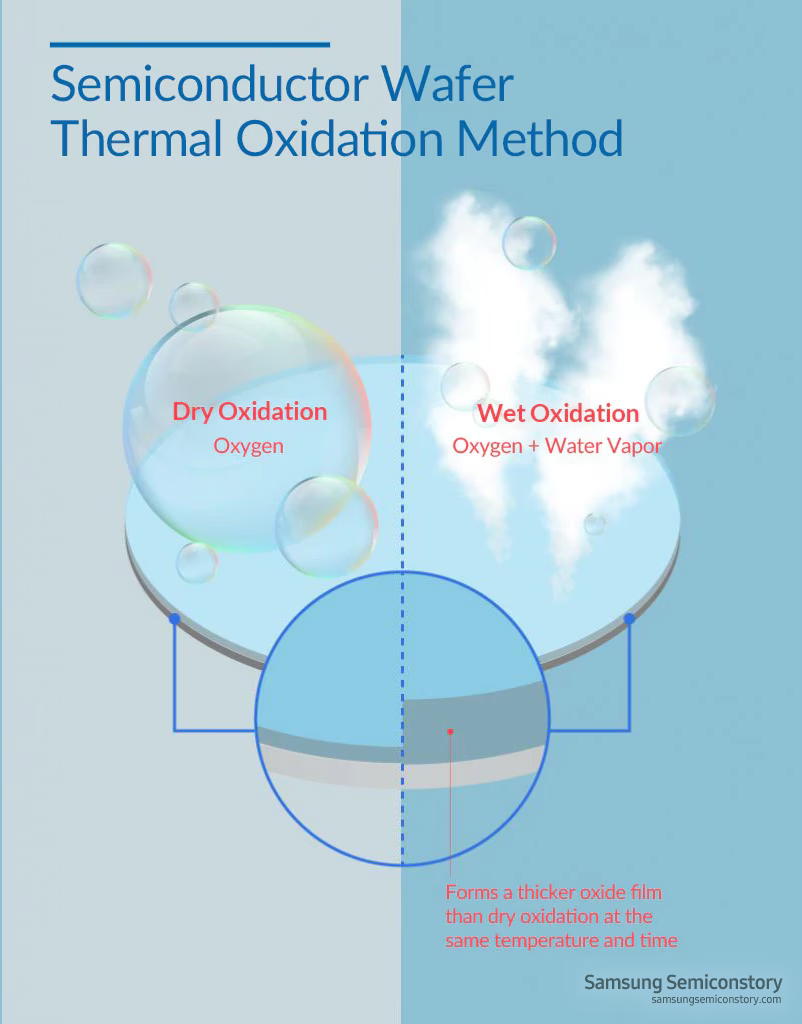 Semiconductor Wafer
Thermal Oxidation Method
Dry Oxidation
Oxygen
Wet Oxidation
Oxygen + Water Vapor
Forms a thicker oxide film
than dry oxidation at the
same temperature and time
Samsung Semiconstory
samsungsemiconstory.com